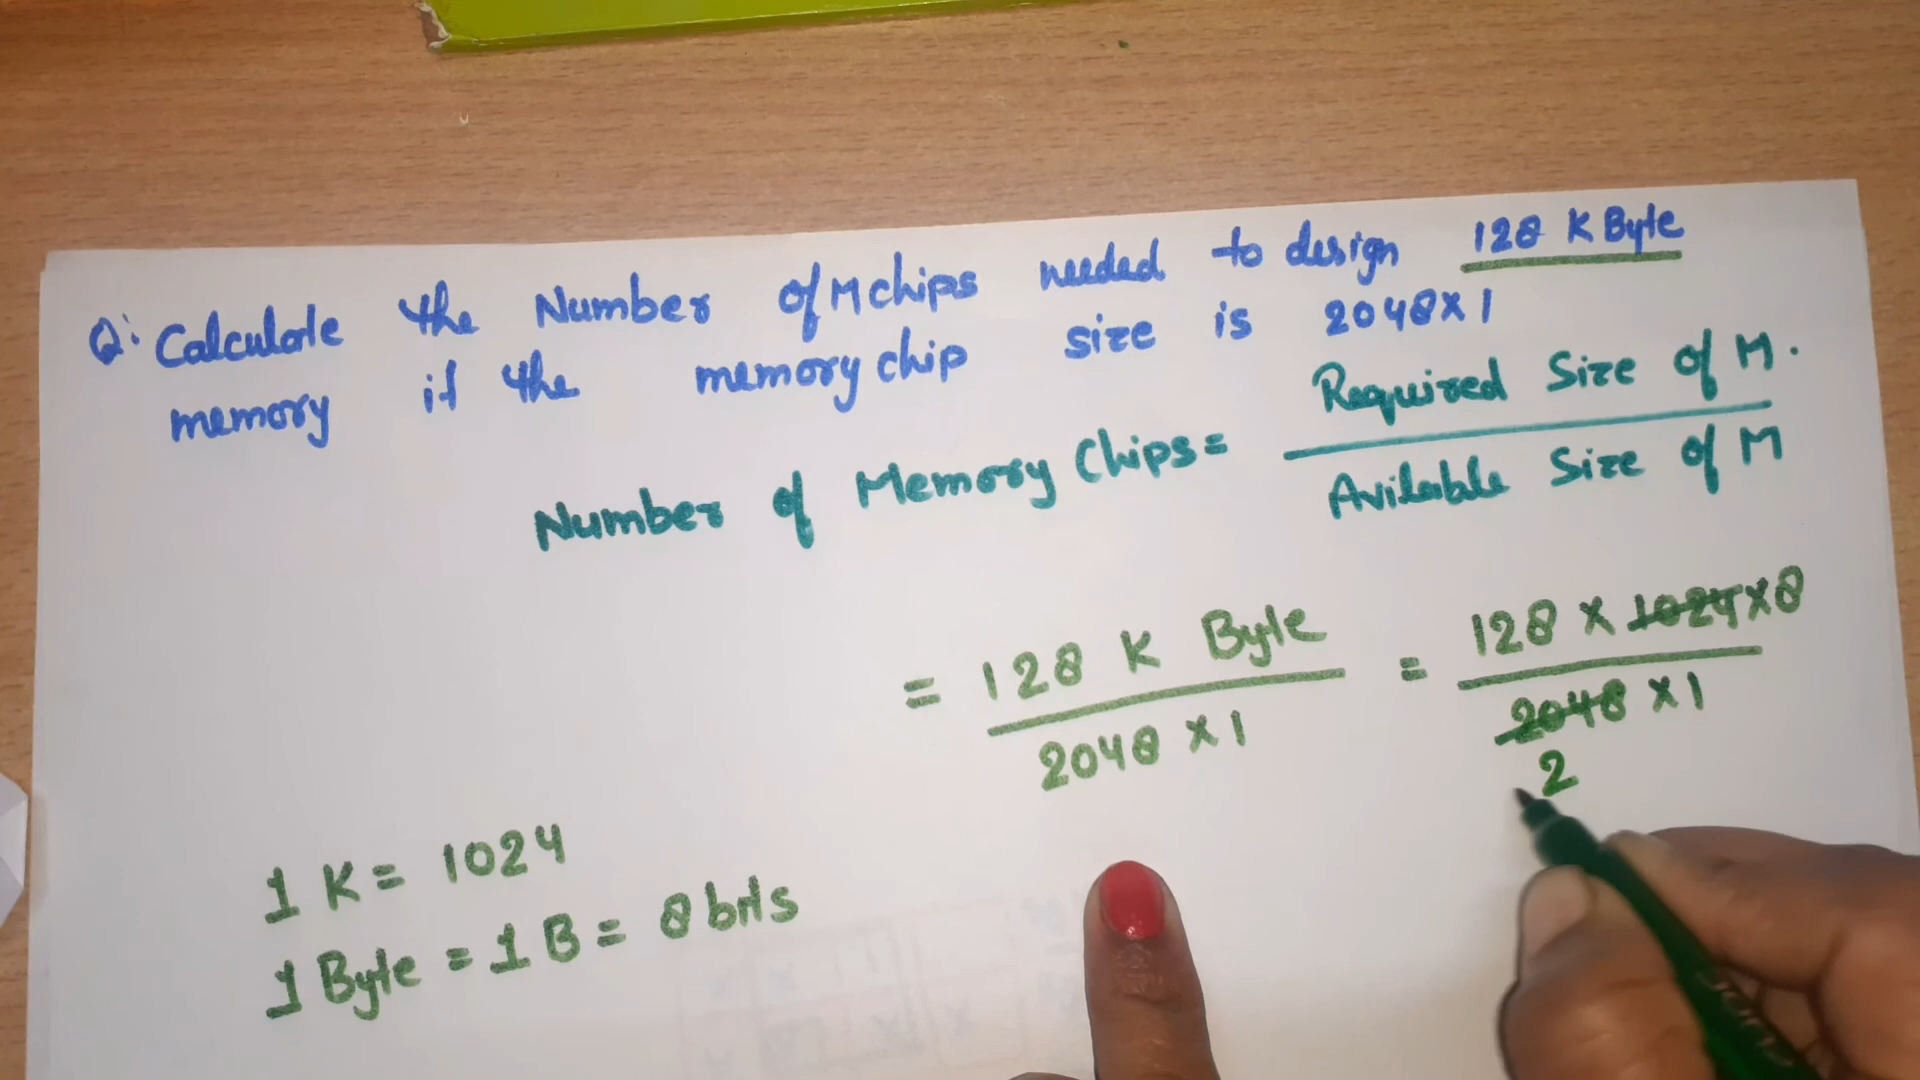 Q: Calculate the Number of M chips needed to design 128 K Byte
memory if the memory chip size is 2048 x 1
Number of Memory Chips = Required Size of M.
Avilable Size of M
= 128 K Byte = 128 x 1024 x 8
2048 x 1 2048 x 1
2
1 K = 1024
1 Byte = 1 B = 8 bits